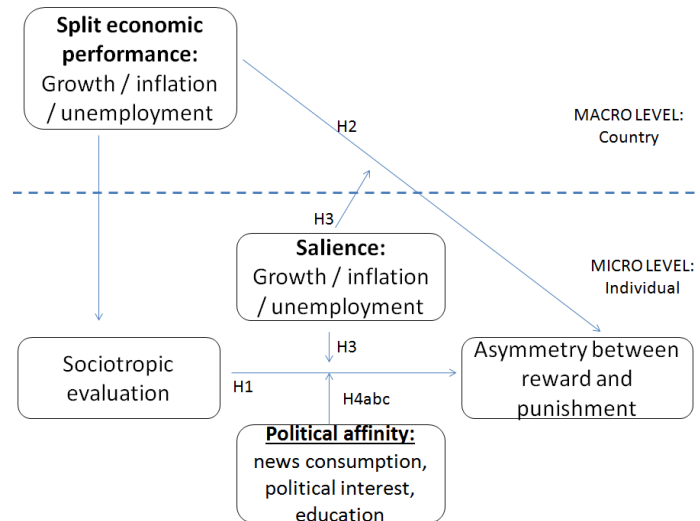 Split economic
performance:
Growth / inflation
/ unemployment
H2
MACRO LEVEL:
Country
H3
Salience:
Growth / inflation
/ unemployment
MICRO LEVEL:
Individual
H3
Sociotropic
evaluation
H1
Asymmetry between
reward and
punishment
H4abc
Political affinity:
news consumption,
political interest,
education